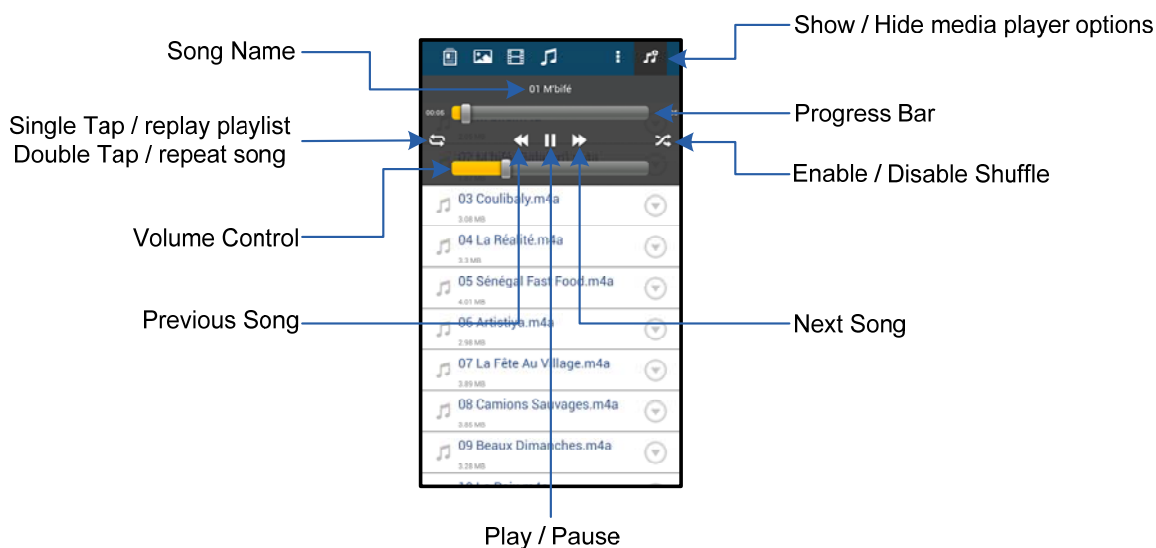 Show / Hide media player options
Song Name
01 M'bifé
00:05
Progress Bar
Single Tap / replay playlist
Double Tap / repeat song
Enable / Disable Shuffle
03 Coulibaly.m4a
3.08 MB
Volume Control
04 La Réalité.m4a
3.3 MB
05 Sénégal Fast Food.m4a
4.01 MB
Previous Song
06 Artistiya.m4a
2.98 MB
Next Song
07 La Fête Au Village.m4a
3.89 MB
08 Camions Sauvages.m4a
3.85 MB
09 Beaux Dimanches.m4a
3.28 MB
Play / Pause